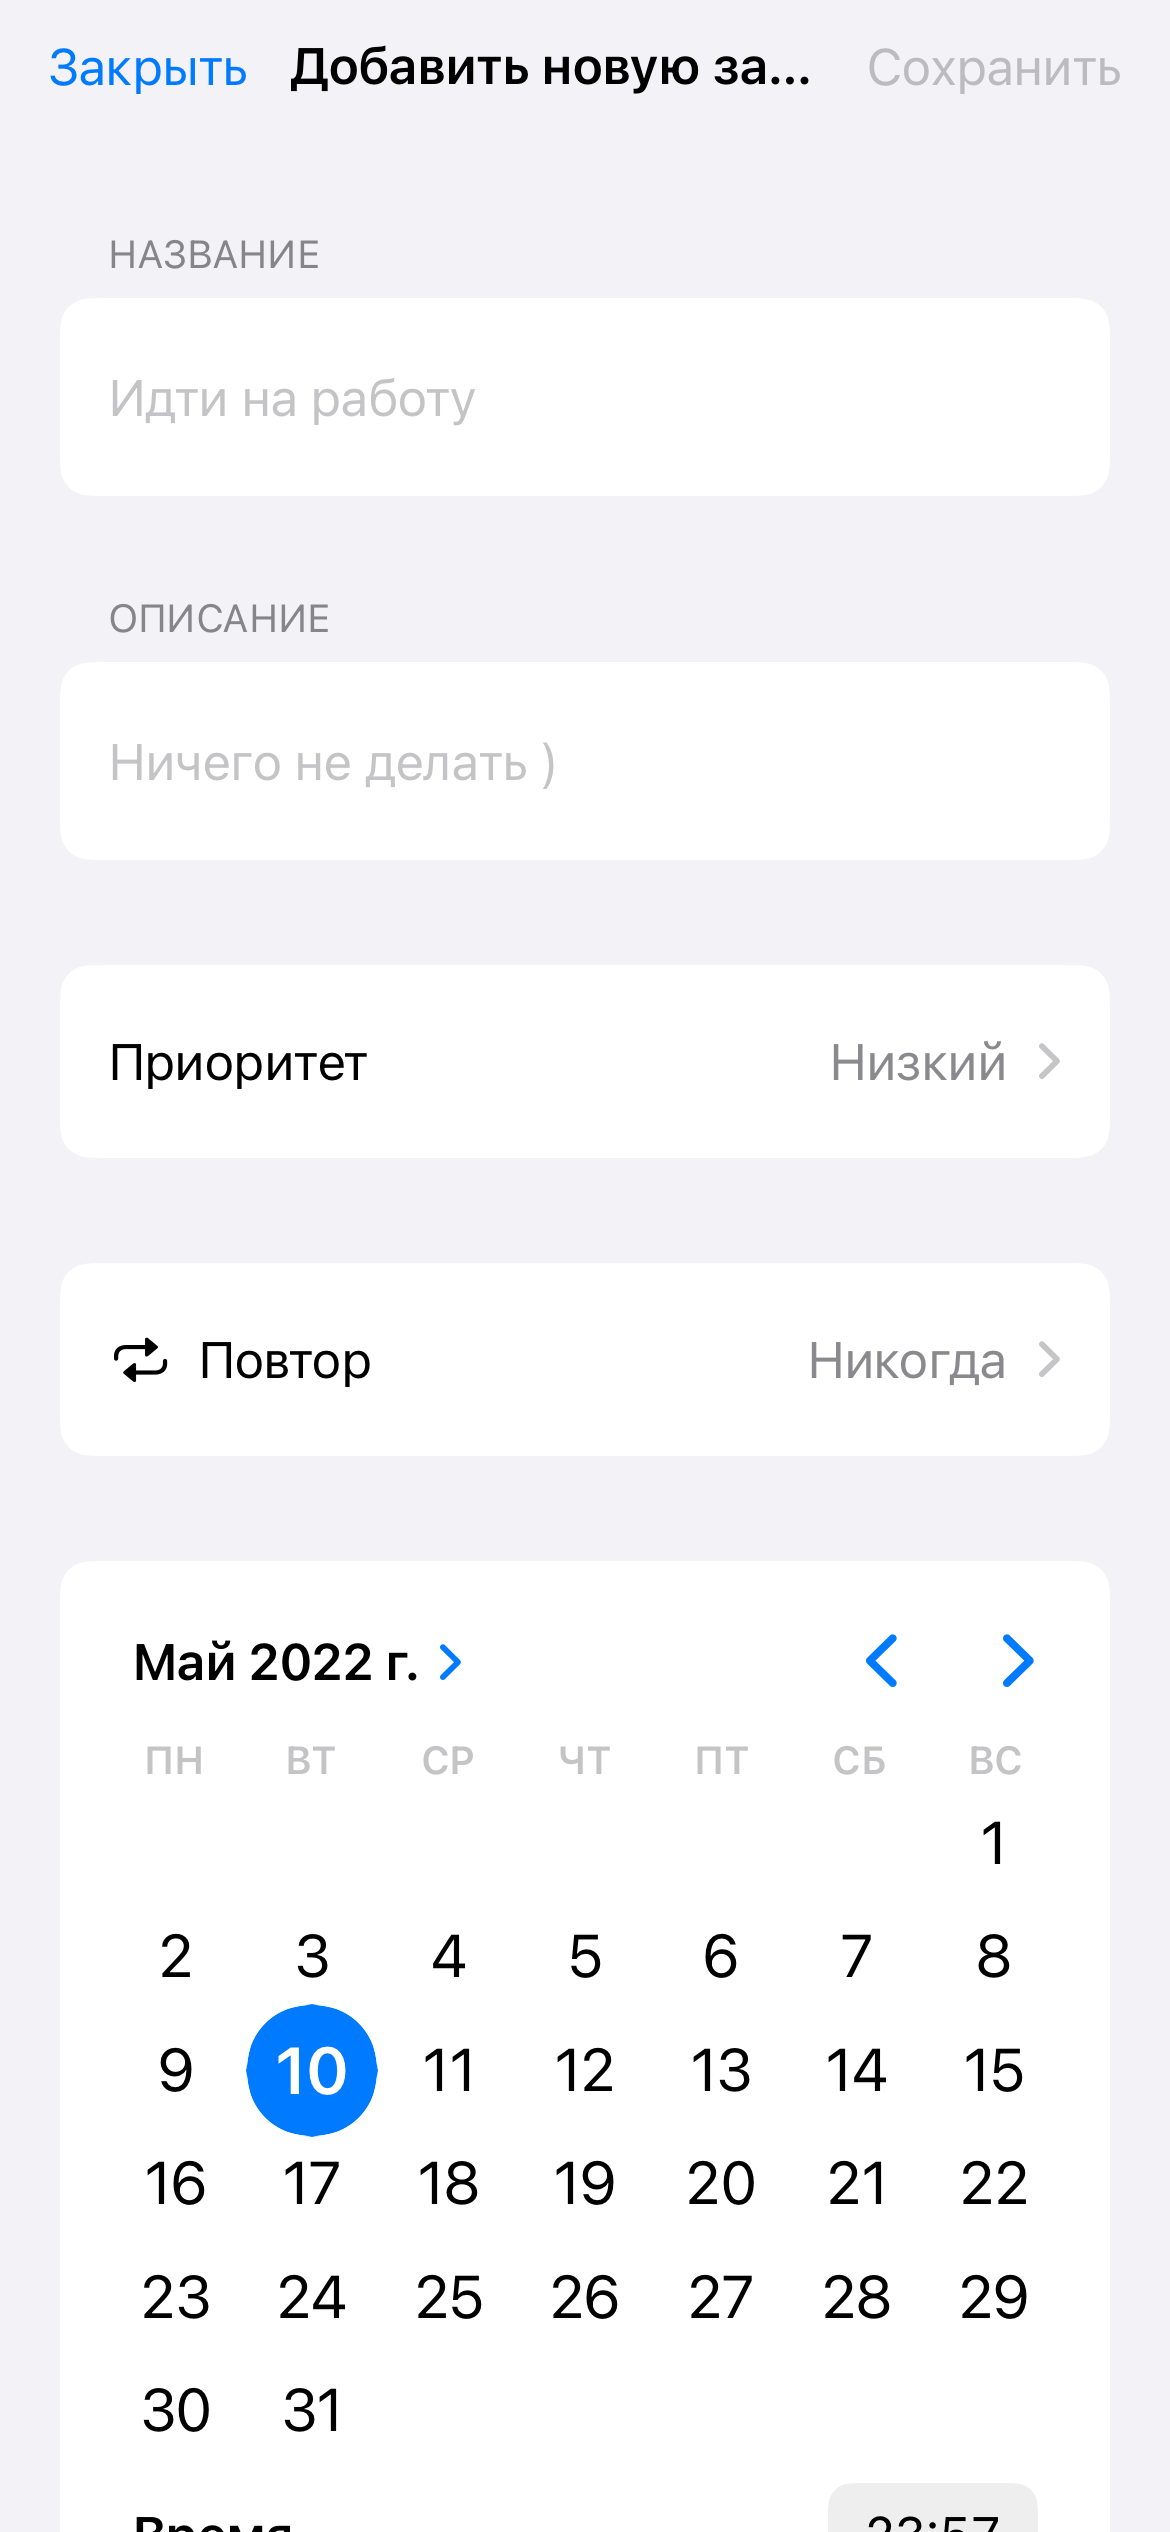 Закрыть Добавить новую за... Сохранить
НАЗВАНИЕ
Идти на работу
ОПИСАНИЕ
Ничего не делать )
Приоритет Низкий
Повтор Никогда
Май 2022 г.
ПН ВТ СР ЧТ ПТ СБ ВС
1
2 3 4 5 6 7 8
9 10 11 12 13 14 15
16 17 18 19 20 21 22
23 24 25 26 27 28 29
30 31
Время 23:57